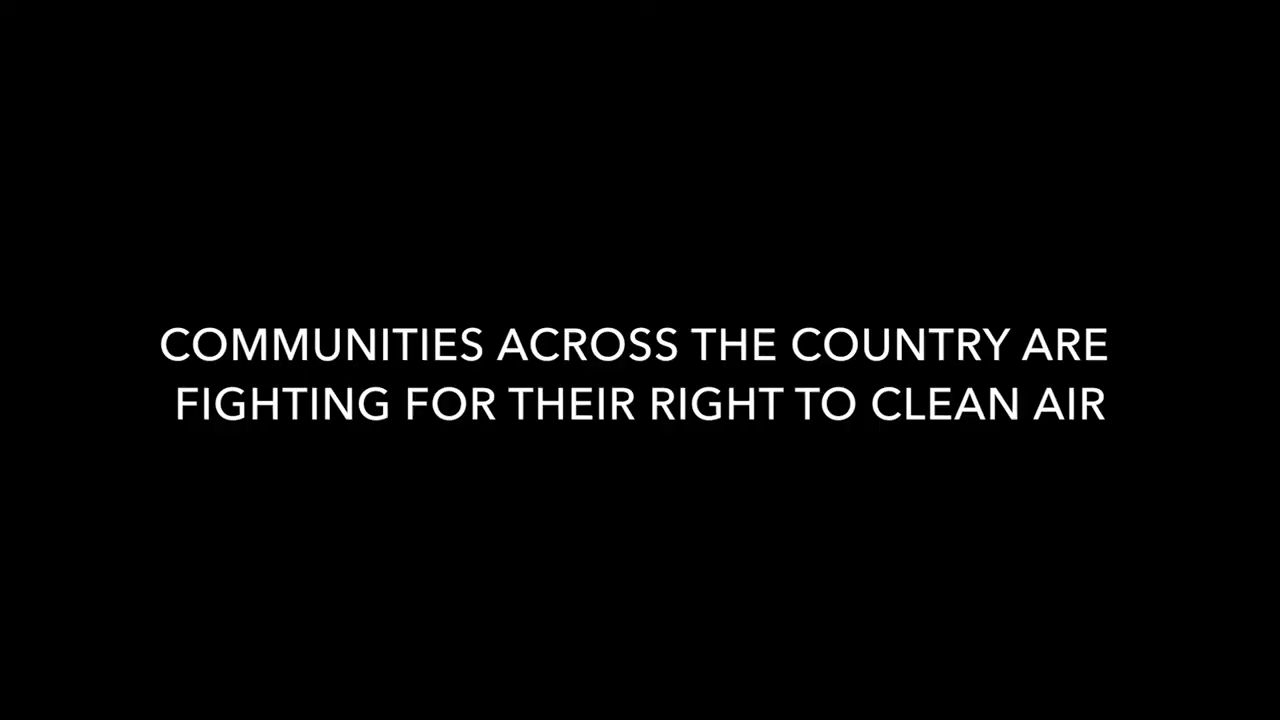 COMMUNITIES ACROSS THE COUNTRY ARE
FIGHTING FOR THEIR RIGHT TO CLEAN AIR